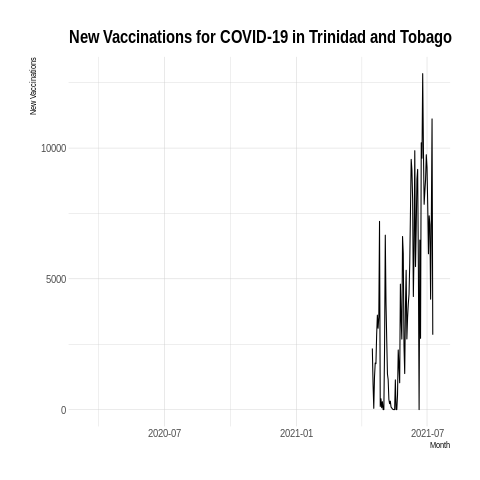 New Vaccinations for COVID-19 in Trinidad and Tobago
New Vaccinations
10000
5000
0
2020-07
2021-01
2021-07
Month